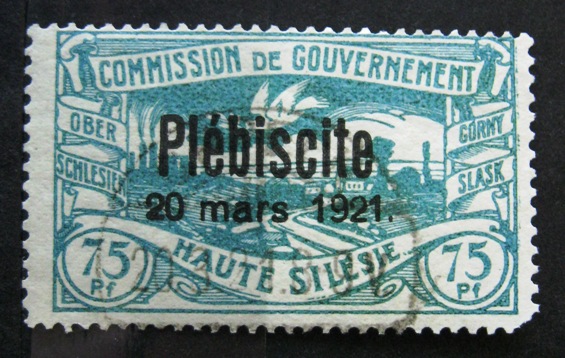 COMMISSION DE GOUVERNEMENT
OBER
SCHLESIEN
GÓRNY
ŚLĄSK
Plébiscite
20 mars 1921.
HAUTE SILÉSIE
75
Pf
75
Pf